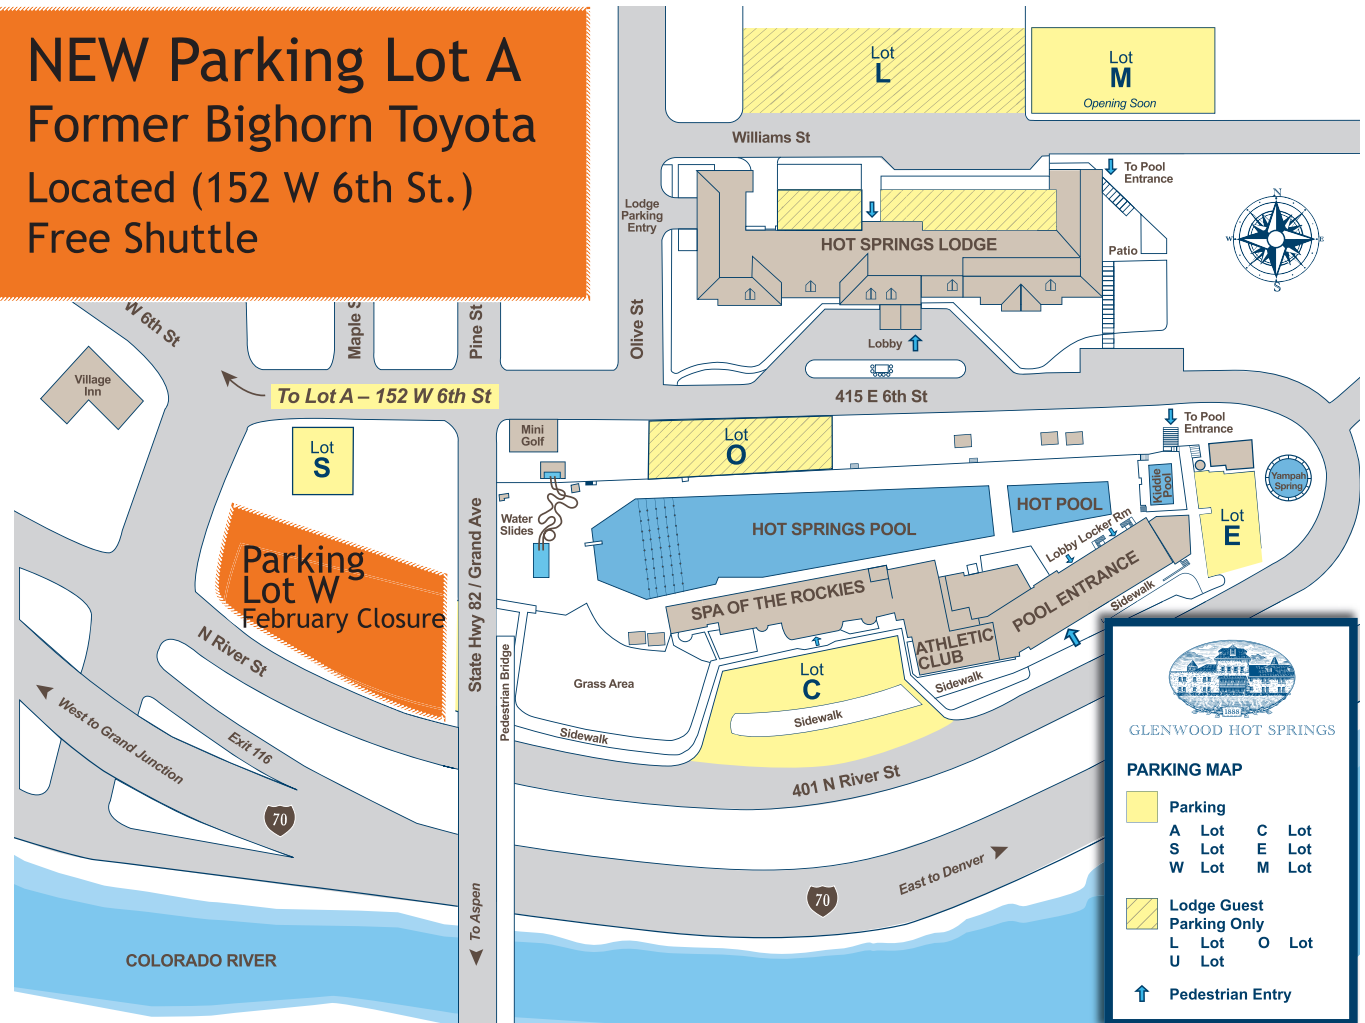 NEW Parking Lot A
Former Bighorn Toyota
Located (152 W 6th St.)
Free Shuttle
Lot
L
Lot
M
Opening Soon
Williams St
To Pool
Entrance
Lodge
Parking
Entry
HOT SPRINGS LODGE
Patio
N
W
E
S
W 6th St
Maple S
Pine St
Olive St
Lobby
Village
Inn
To Lot A – 152 W 6th St
415 E 6th St
Lot
S
Mini
Golf
Lot
O
To Pool
Entrance
Kiddie
Pool
Yampah
Spring
Water
Slides
HOT SPRINGS POOL
HOT POOL
Lot
E
Lobby Locker Rm
Parking
Lot W
February Closure
State Hwy 82 / Grand Ave
SPA OF THE ROCKIES
POOL ENTRANCE
Sidewalk
ATHLETIC
CLUB
N River St
Pedestrian Bridge
Grass Area
Lot
C
Sidewalk
Sidewalk
Sidewalk
West to Grand Junction
Exit 116
401 N River St
70
70
East to Denver
To Aspen
COLORADO RIVER
1888
GLENWOOD HOT SPRINGS
PARKING MAP
Parking
A Lot C Lot
S Lot E Lot
W Lot M Lot
Lodge Guest
Parking Only
L Lot O Lot
U Lot
Pedestrian Entry